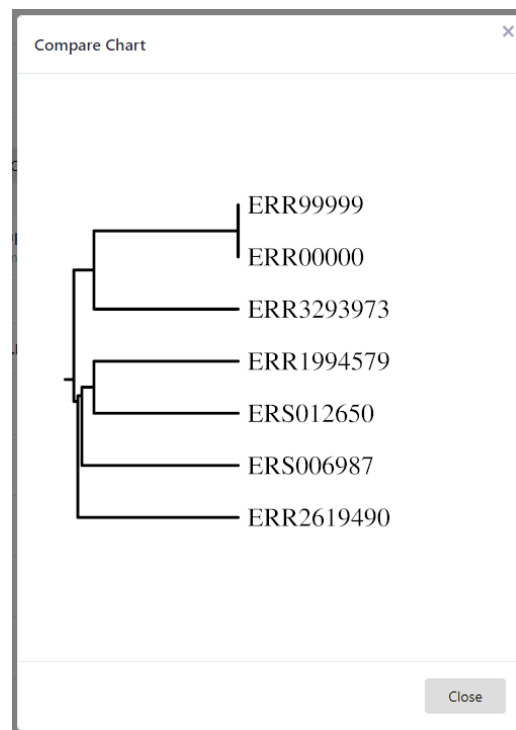 Compare Chart
×
ERR99999
ERR00000
ERR3293973
ERR1994579
ERS012650
ERS006987
ERR2619490
Close